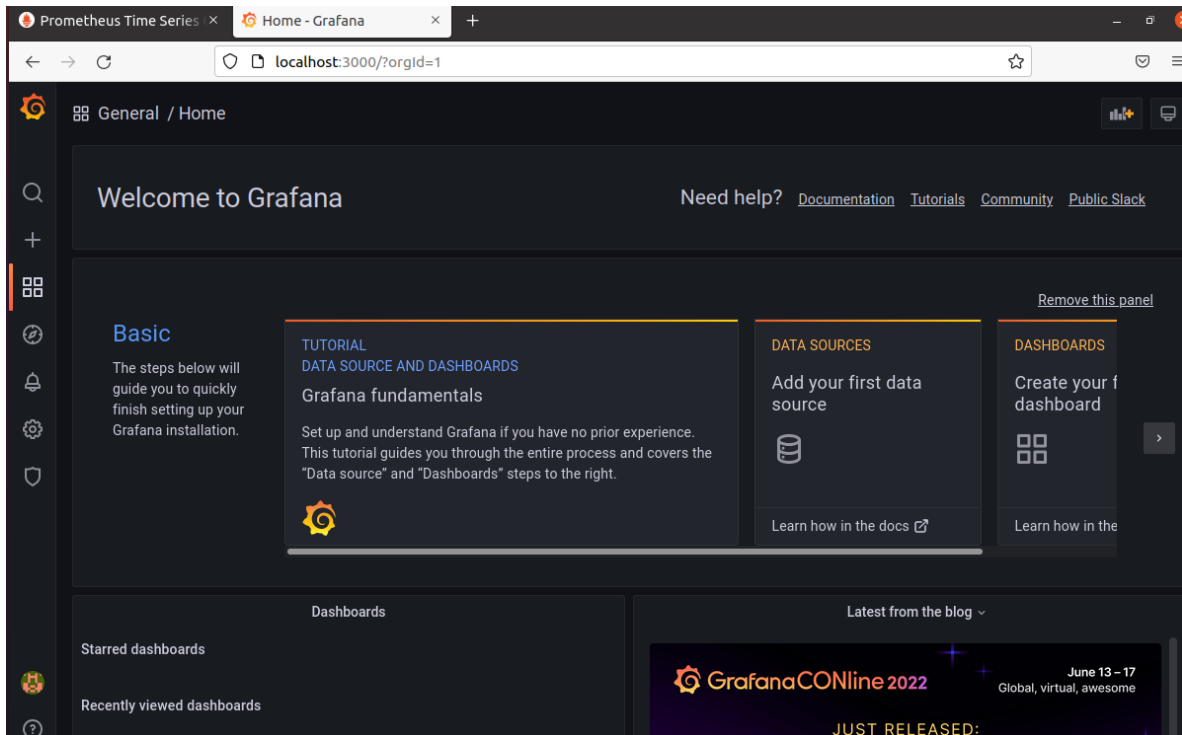 Prometheus Time Series
Home - Grafana
localhost:3000/?orgId=1
General / Home
Welcome to Grafana
Need help? Documentation Tutorials Community Public Slack
Remove this panel
Basic
The steps below will
guide you to quickly
finish setting up your
Grafana installation.
TUTORIAL
DATA SOURCE AND DASHBOARDS
Grafana fundamentals
Set up and understand Grafana if you have no prior experience.
This tutorial guides you through the entire process and covers the
“Data source” and “Dashboards” steps to the right.
DATA SOURCES
Add your first data
source
Learn how in the docs
DASHBOARDS
Create your
dashboard
Learn how in the
Dashboards
Starred dashboards
Recently viewed dashboards
Latest from the blog
GrafanaCONline 2022
June 13 – 17
Global, virtual, awesome
JUST RELEASED: